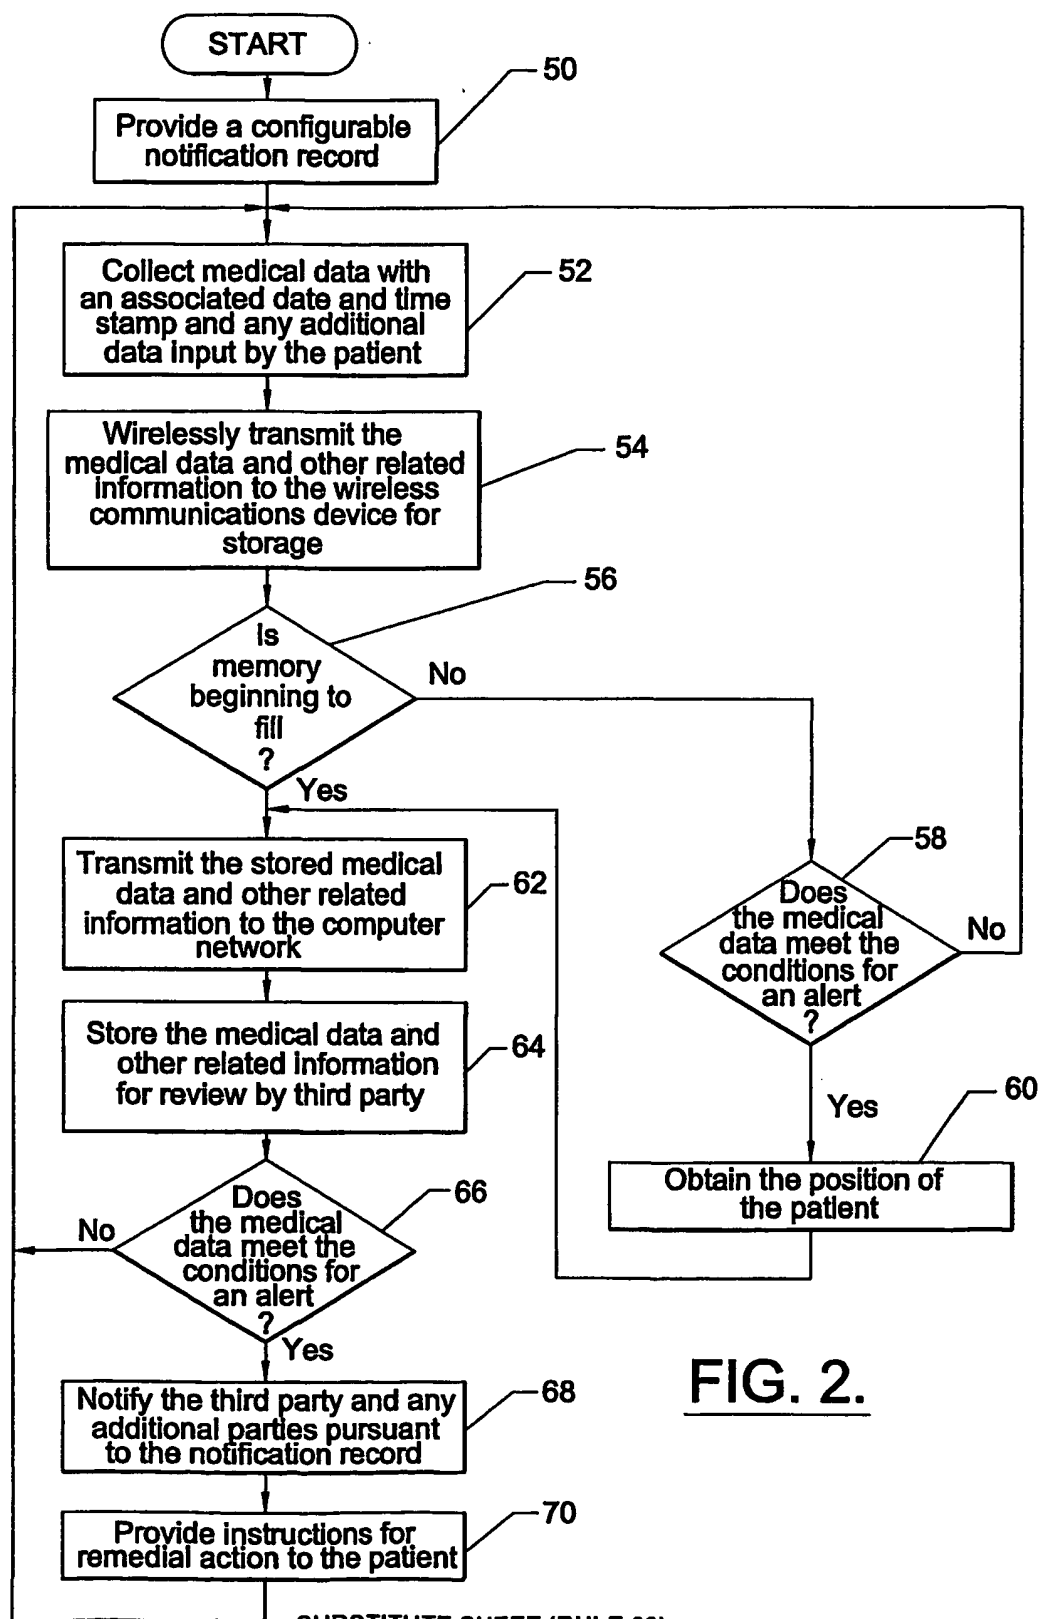 START
50
Provide a configurable
notification record
Collect medical data with
an associated date and time
stamp and any additional
data input by the patient
52
Wirelessly transmit the
medical data and other related
information to the wireless
communications device for
storage
54
56
Is
memory
beginning to
fill
?
No
Yes
58
Does
the medical
data meet the
conditions for
an alert
?
No
Yes
60
Obtain the position of
the patient
Transmit the stored medical
data and other related
information to the computer
network
62
Store the medical data and
other related information
for review by third party
64
66
Does
the medical
data meet the
conditions for
an alert
?
No
Yes
Notify the third party and any
additional parties pursuant
to the notification record
68
Provide instructions for
remedial action to the patient
70
FIG. 2.